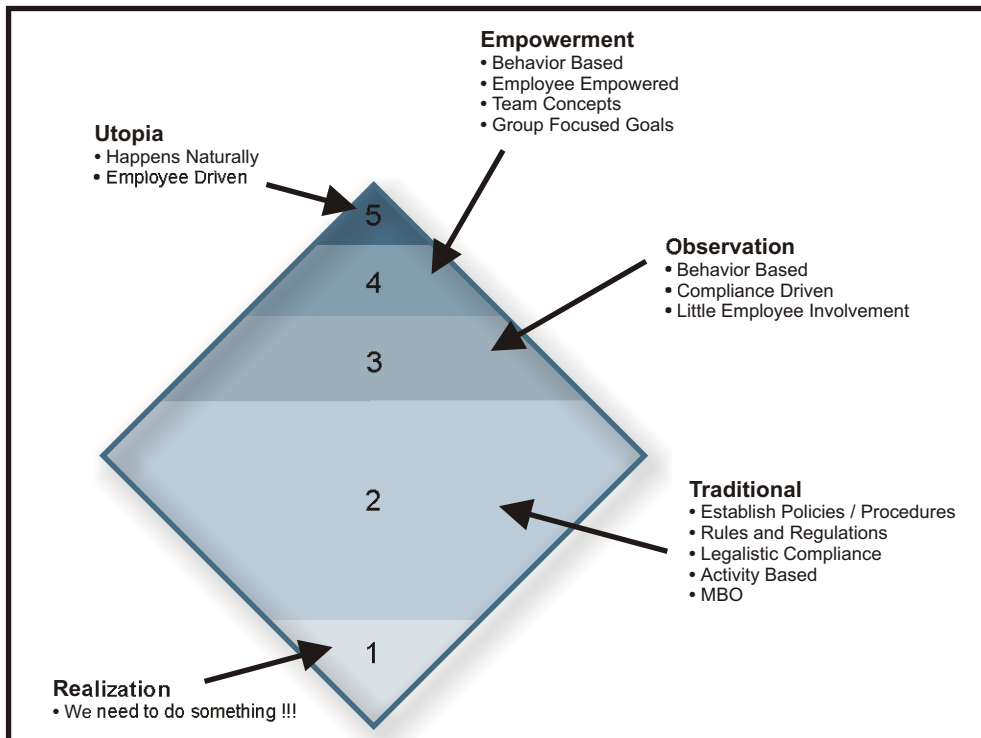 Empowerment
• Behavior Based
• Employee Empowered
• Team Concepts
• Group Focused Goals
Utopia
• Happens Naturally
• Employee Driven
5
4
Observation
• Behavior Based
• Compliance Driven
• Little Employee Involvement
3
2
Traditional
• Establish Policies / Procedures
• Rules and Regulations
• Legalistic Compliance
• Activity Based
• MBO
1
Realization
• We need to do something !!!